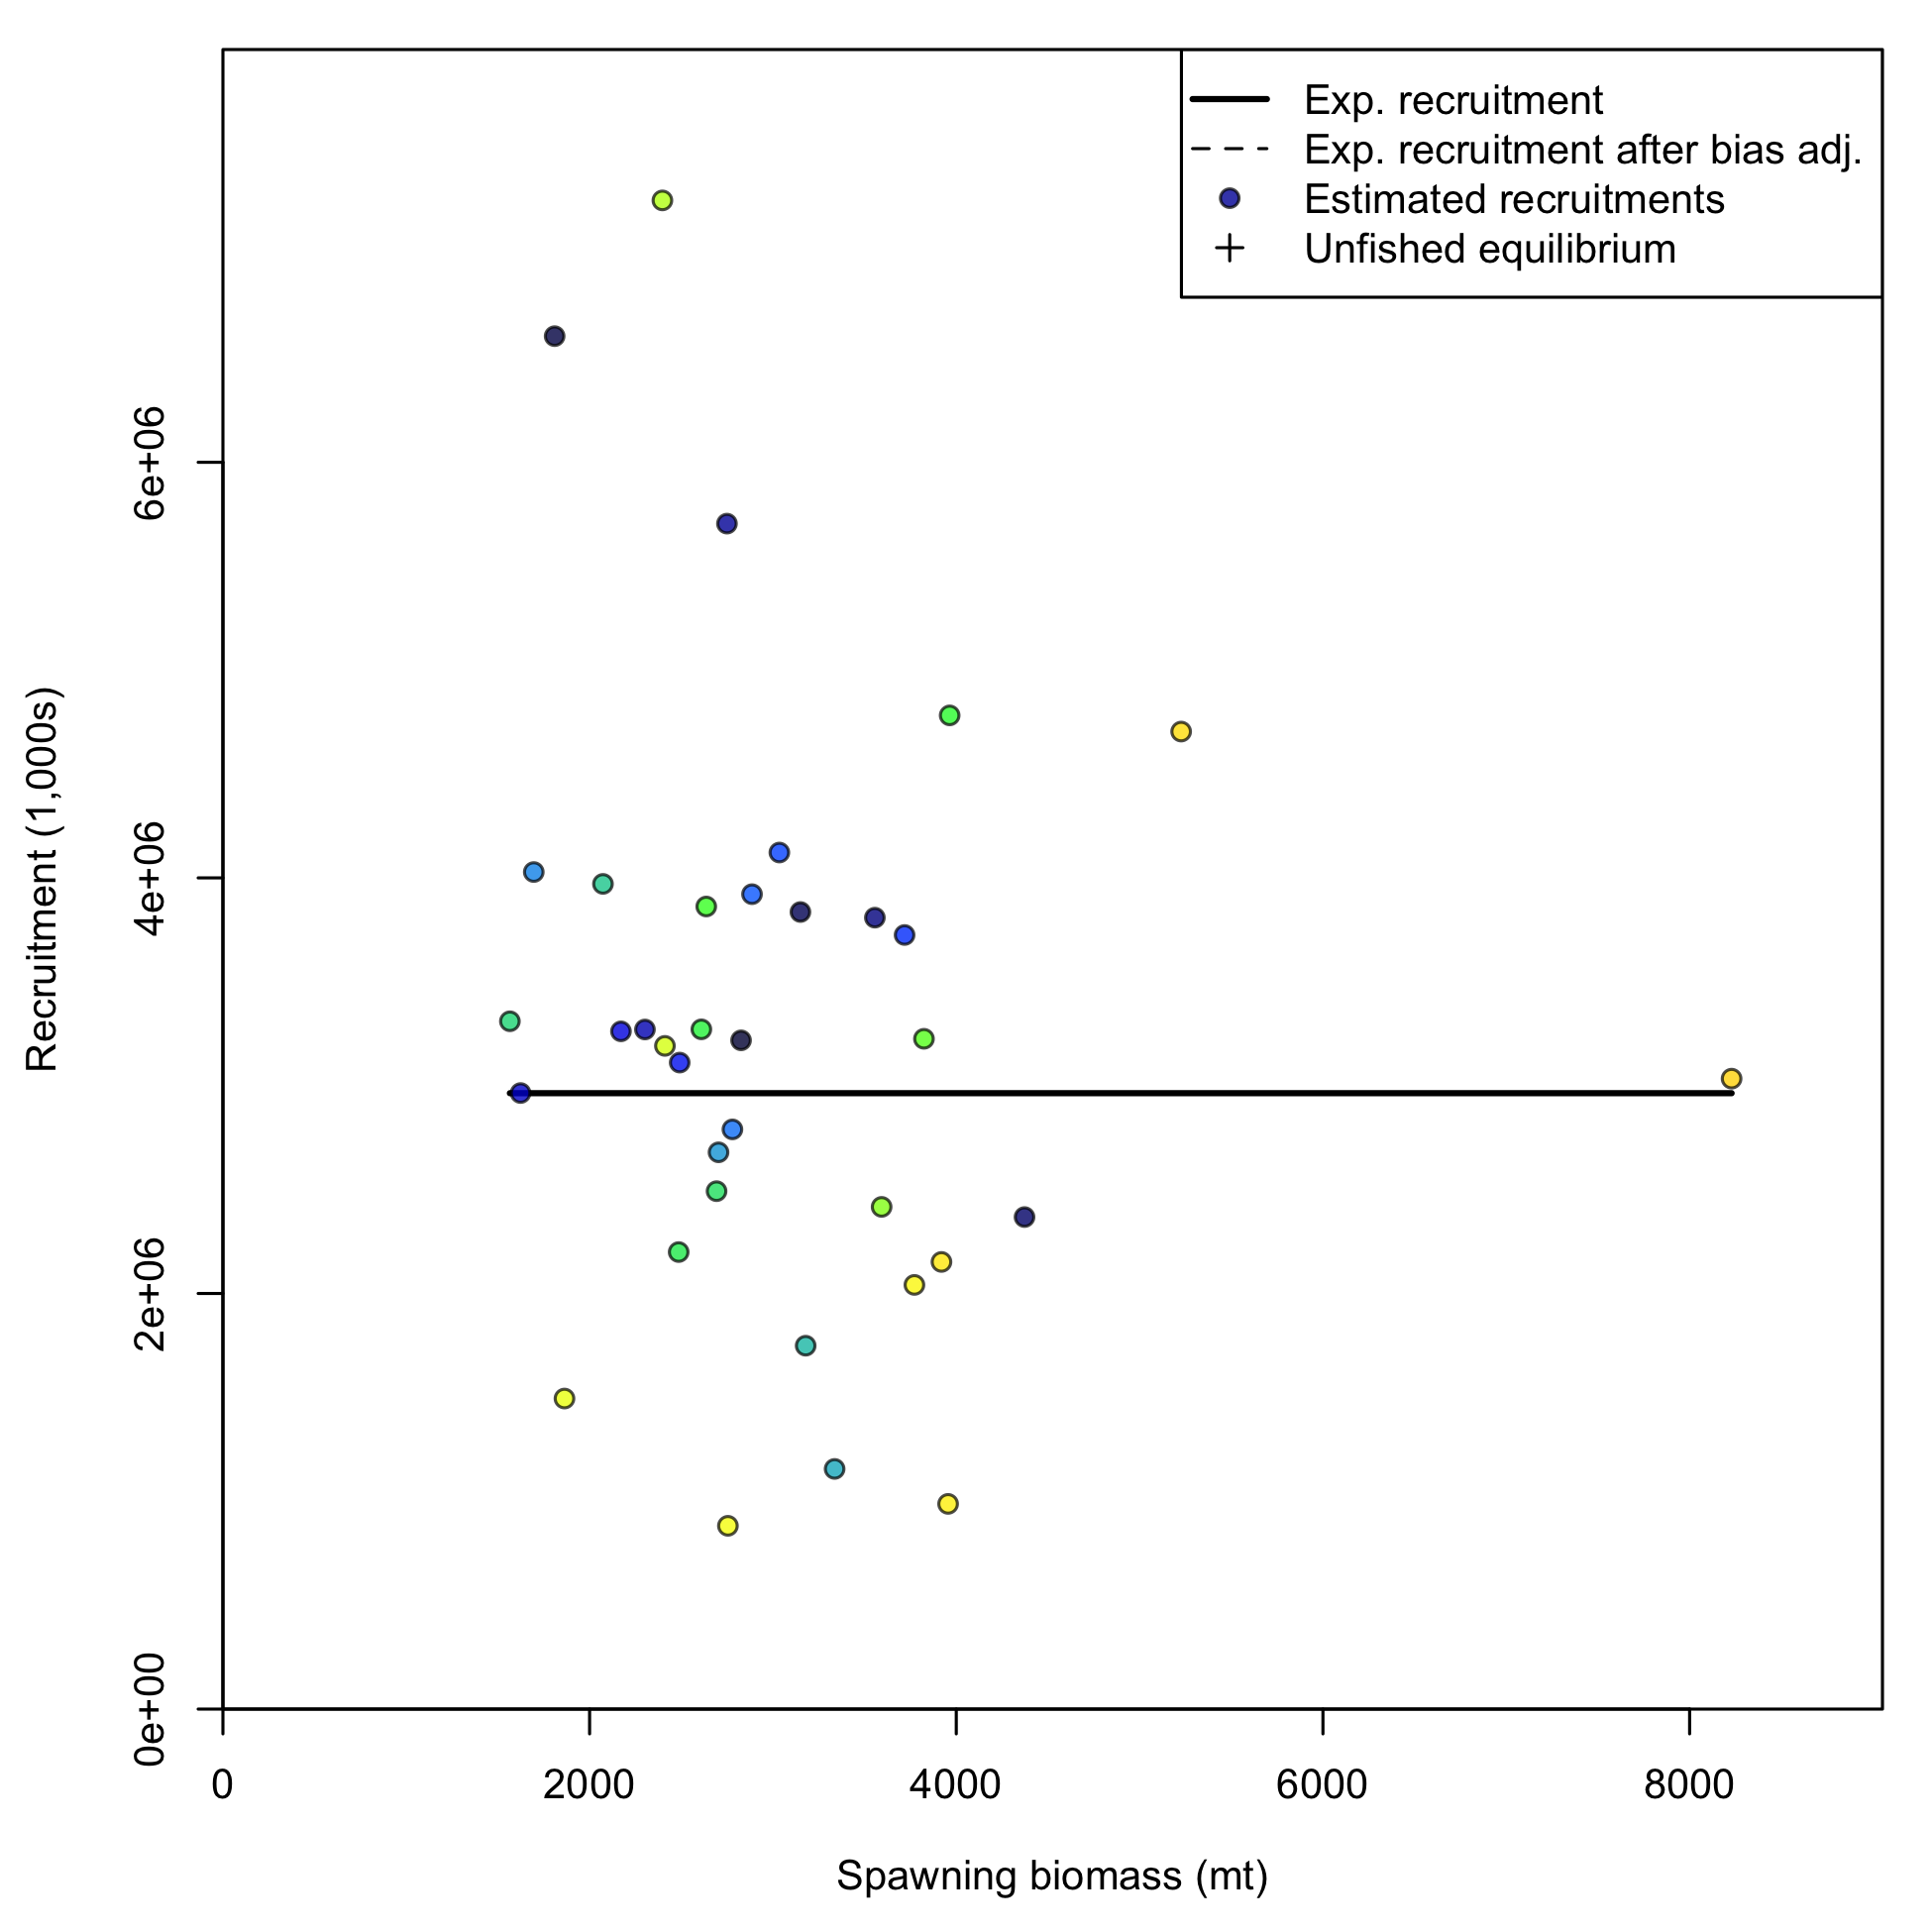 Exp. recruitment
Exp. recruitment after bias adj.
Estimated recruitments
Unfished equilibrium
6e+06
4e+06
2e+06
0e+00
Recruitment (1,000s)
0
2000
4000
6000
8000
Spawning biomass (mt)